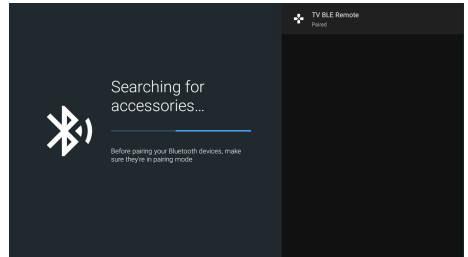 TV BLE Remote
Paired
Searching for
accessories...
Before pairing your Bluetooth devices, make
sure they're in pairing mode